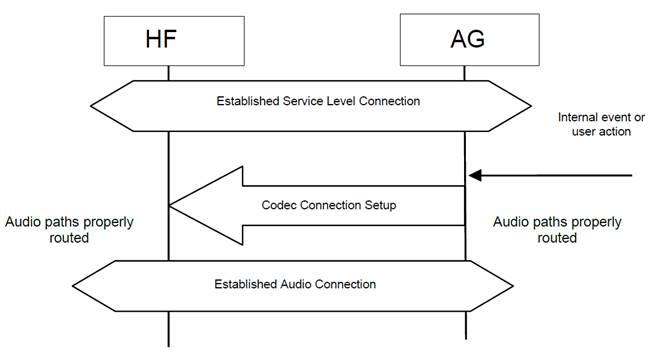 HF
AG
Established Service Level Connection
Internal event or
user action
Codec Connection Setup
Audio paths properly
routed
Audio paths properly
routed
Established Audio Connection